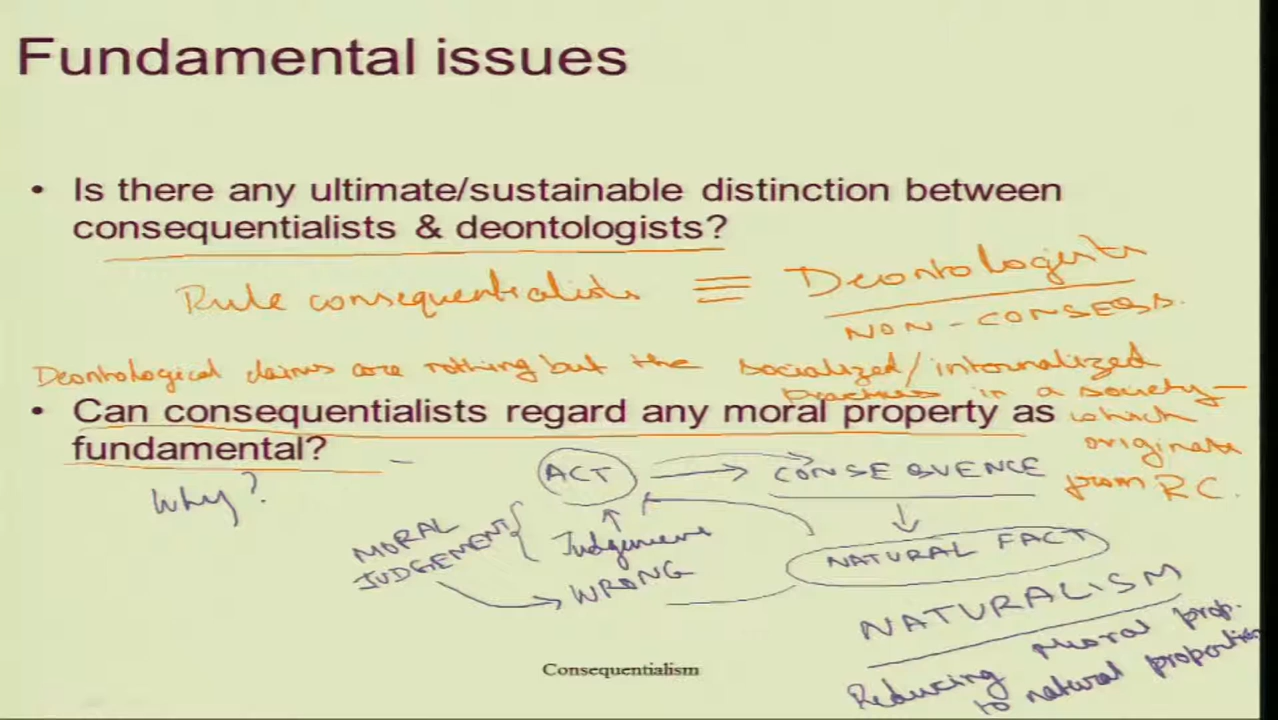 Fundamental issues
• Is there any ultimate/sustainable distinction between
consequentialists & deontologists?
Rule consequentialists ≡ Deontologists
NON-CONSEQS.
Deontological claims are nothing but the socialized/internalized
practices in a society –
which
originate
from R.C.
• Can consequentialists regard any moral property as
fundamental?
Why?
ACT → CONSEQUENCE
MORAL
JUDGEMENT
Judgement
WRONG
NATURAL FACT
NATURALISM
Reducing moral prop.
to natural properties
Consequentialism